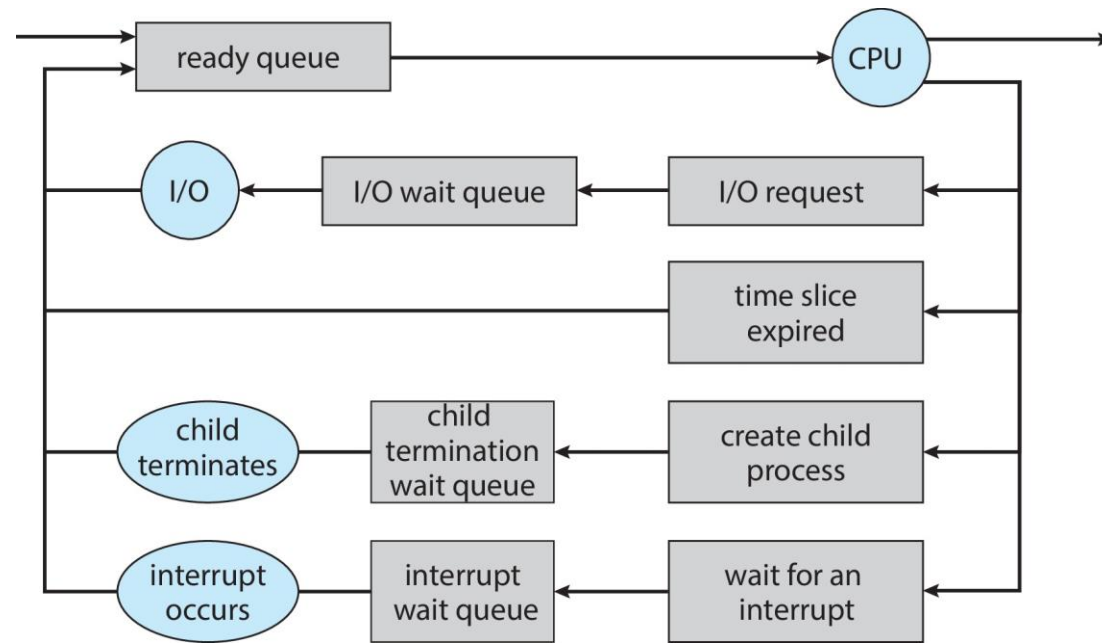 ready queue
CPU
I/O
I/O wait queue
I/O request
time slice
expired
child
terminates
child
termination
wait queue
create child
process
interrupt
occurs
interrupt
wait queue
wait for an
interrupt